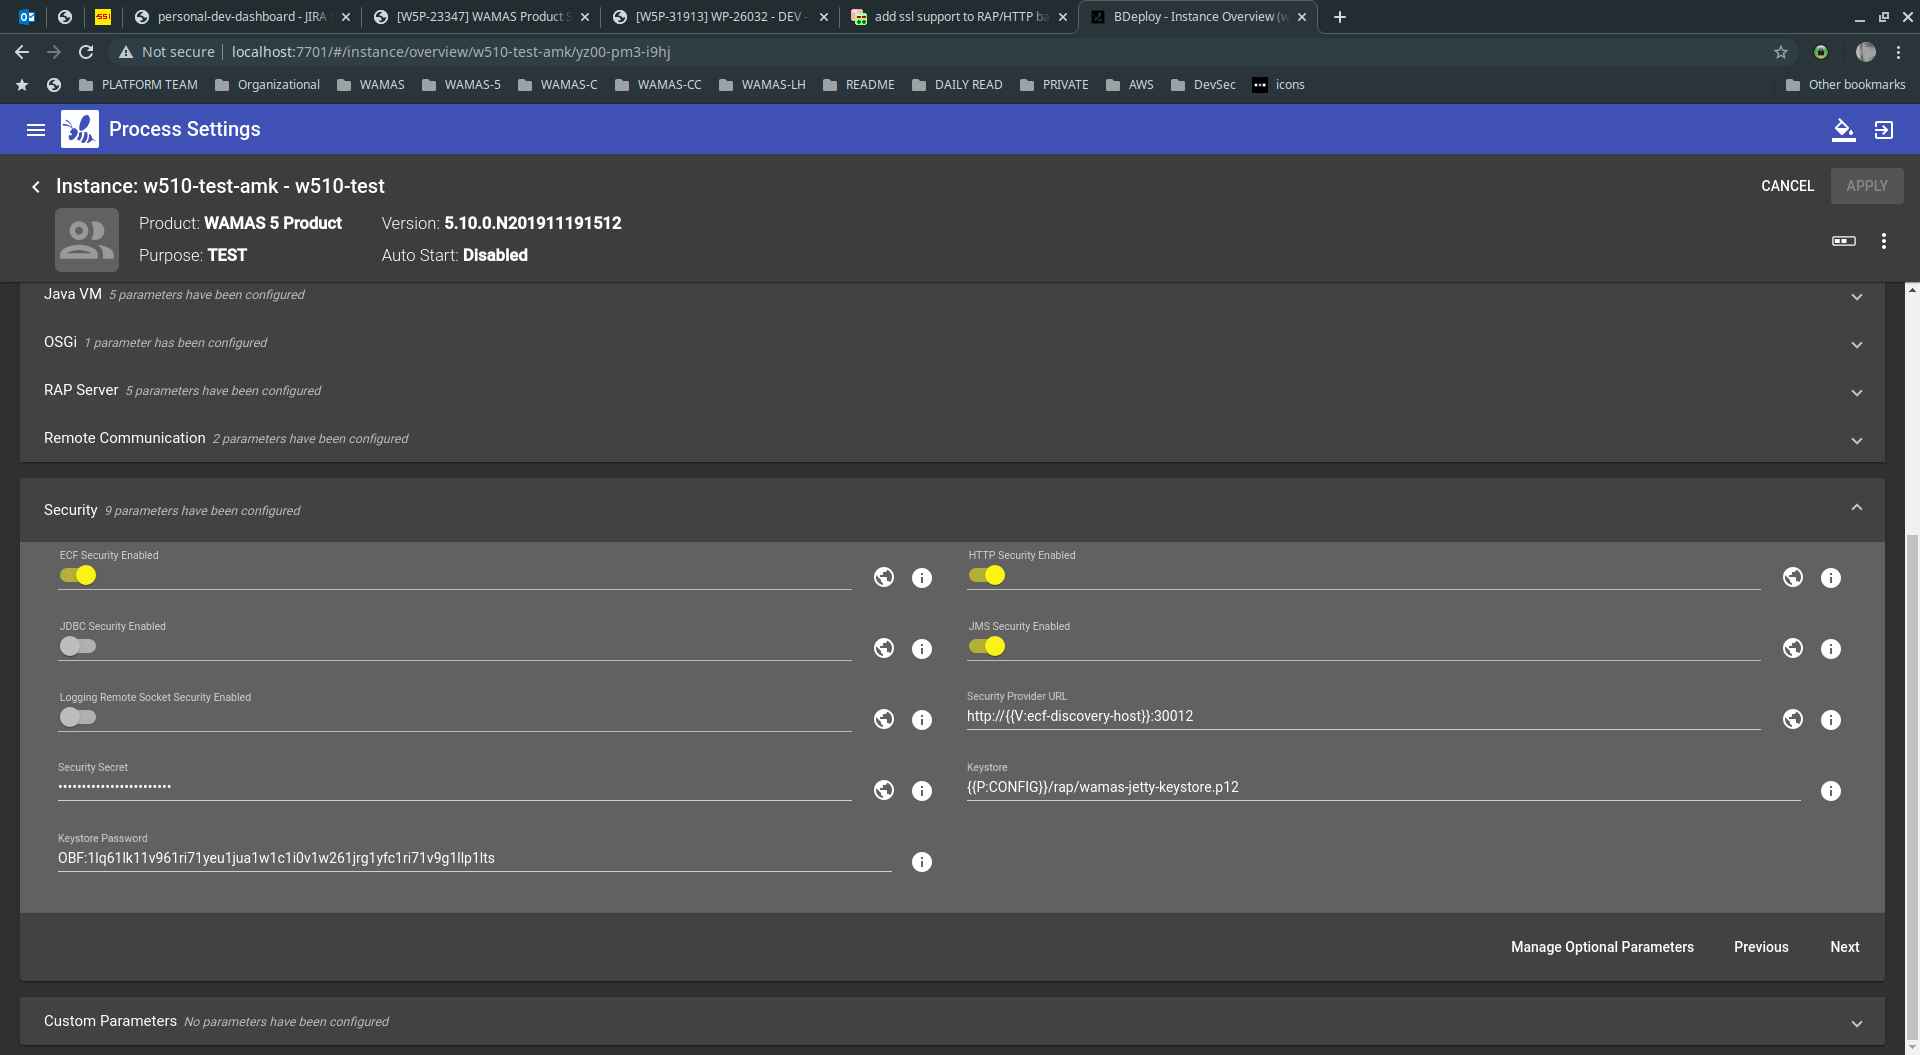 personal-dev-dashboard - JIRA
[W5P-23347] WAMAS Product S
[W5P-31913] WP-26032 - DEV -
add ssl support to RAP/HTTP ba
BDeploy - Instance Overview (w
Not secure
localhost:7701/#/instance/overview/w510-test-amk/yz00-pm3-i9hj
PLATFORM TEAM
Organizational
WAMAS
WAMAS-5
WAMAS-C
WAMAS-CC
WAMAS-LH
README
DAILY READ
PRIVATE
AWS
DevSec
icons
Other bookmarks
Process Settings
Instance: w510-test-amk - w510-test
CANCEL
APPLY
Product: WAMAS 5 Product
Version: 5.10.0.N201911191512
Purpose: TEST
Auto Start: Disabled
Java VM 5 parameters have been configured
OSGi 1 parameter has been configured
RAP Server 5 parameters have been configured
Remote Communication 2 parameters have been configured
Security 9 parameters have been configured
ECF Security Enabled
HTTP Security Enabled
JDBC Security Enabled
JMS Security Enabled
Logging Remote Socket Security Enabled
Security Provider URL
http://{{V:ecf-discovery-host}}:30012
Security Secret
••••••••••••••••••••••••
Keystore
{{P:CONFIG}}/rap/wamas-jetty-keystore.p12
Keystore Password
OBF:1lq61lk11v961ri71yeu1jua1w1c1i0v1w261jrg1yfc1ri71v9g1llp1lts
Manage Optional Parameters
Previous
Next
Custom Parameters No parameters have been configured